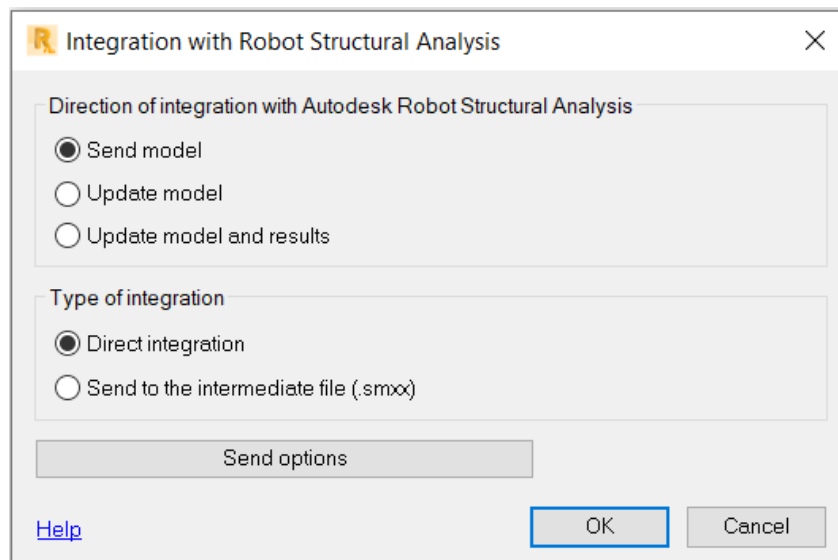 Integration with Robot Structural Analysis
Direction of integration with Autodesk Robot Structural Analysis
Send model
Update model
Update model and results
Type of integration
Direct integration
Send to the intermediate file (.smxx)
Send options
Help
OK
Cancel